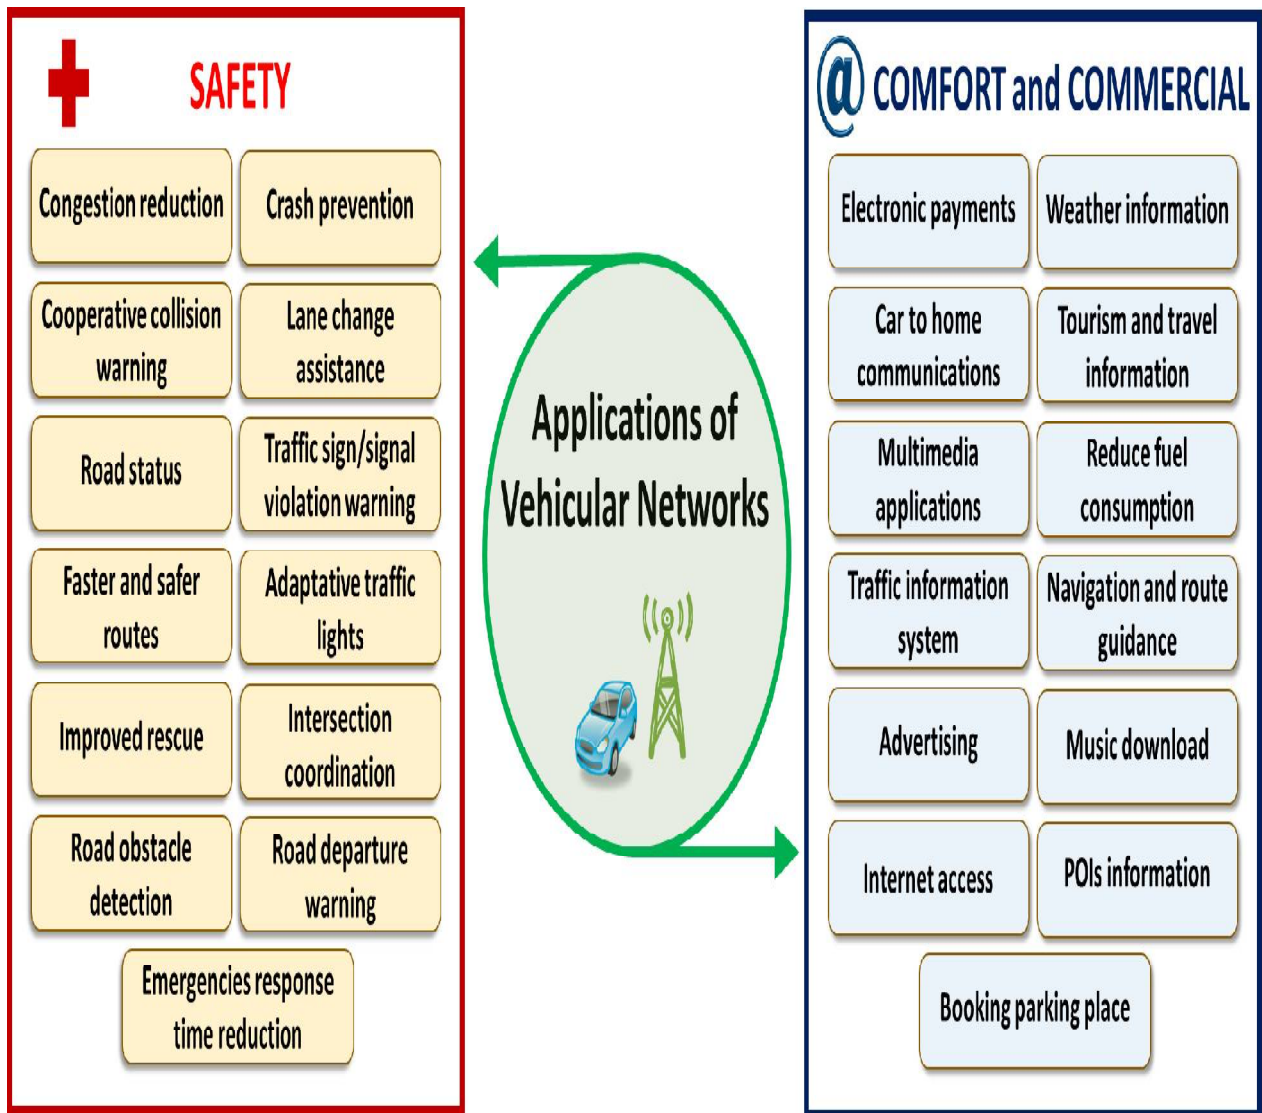 SAFETY
Congestion reduction
Crash prevention
Cooperative collision
warning
Lane change
assistance
Road status
Traffic sign/signal
violation warning
Faster and safer
routes
Adaptative traffic
lights
Improved rescue
Intersection
coordination
Road obstacle
detection
Road departure
warning
Emergencies response
time reduction
Applications of
Vehicular Networks
@ COMFORT and COMMERCIAL
Electronic payments
Weather information
Car to home
communications
Tourism and travel
information
Multimedia
applications
Reduce fuel
consumption
Traffic information
system
Navigation and route
guidance
Advertising
Music download
Internet access
POIs information
Booking parking place